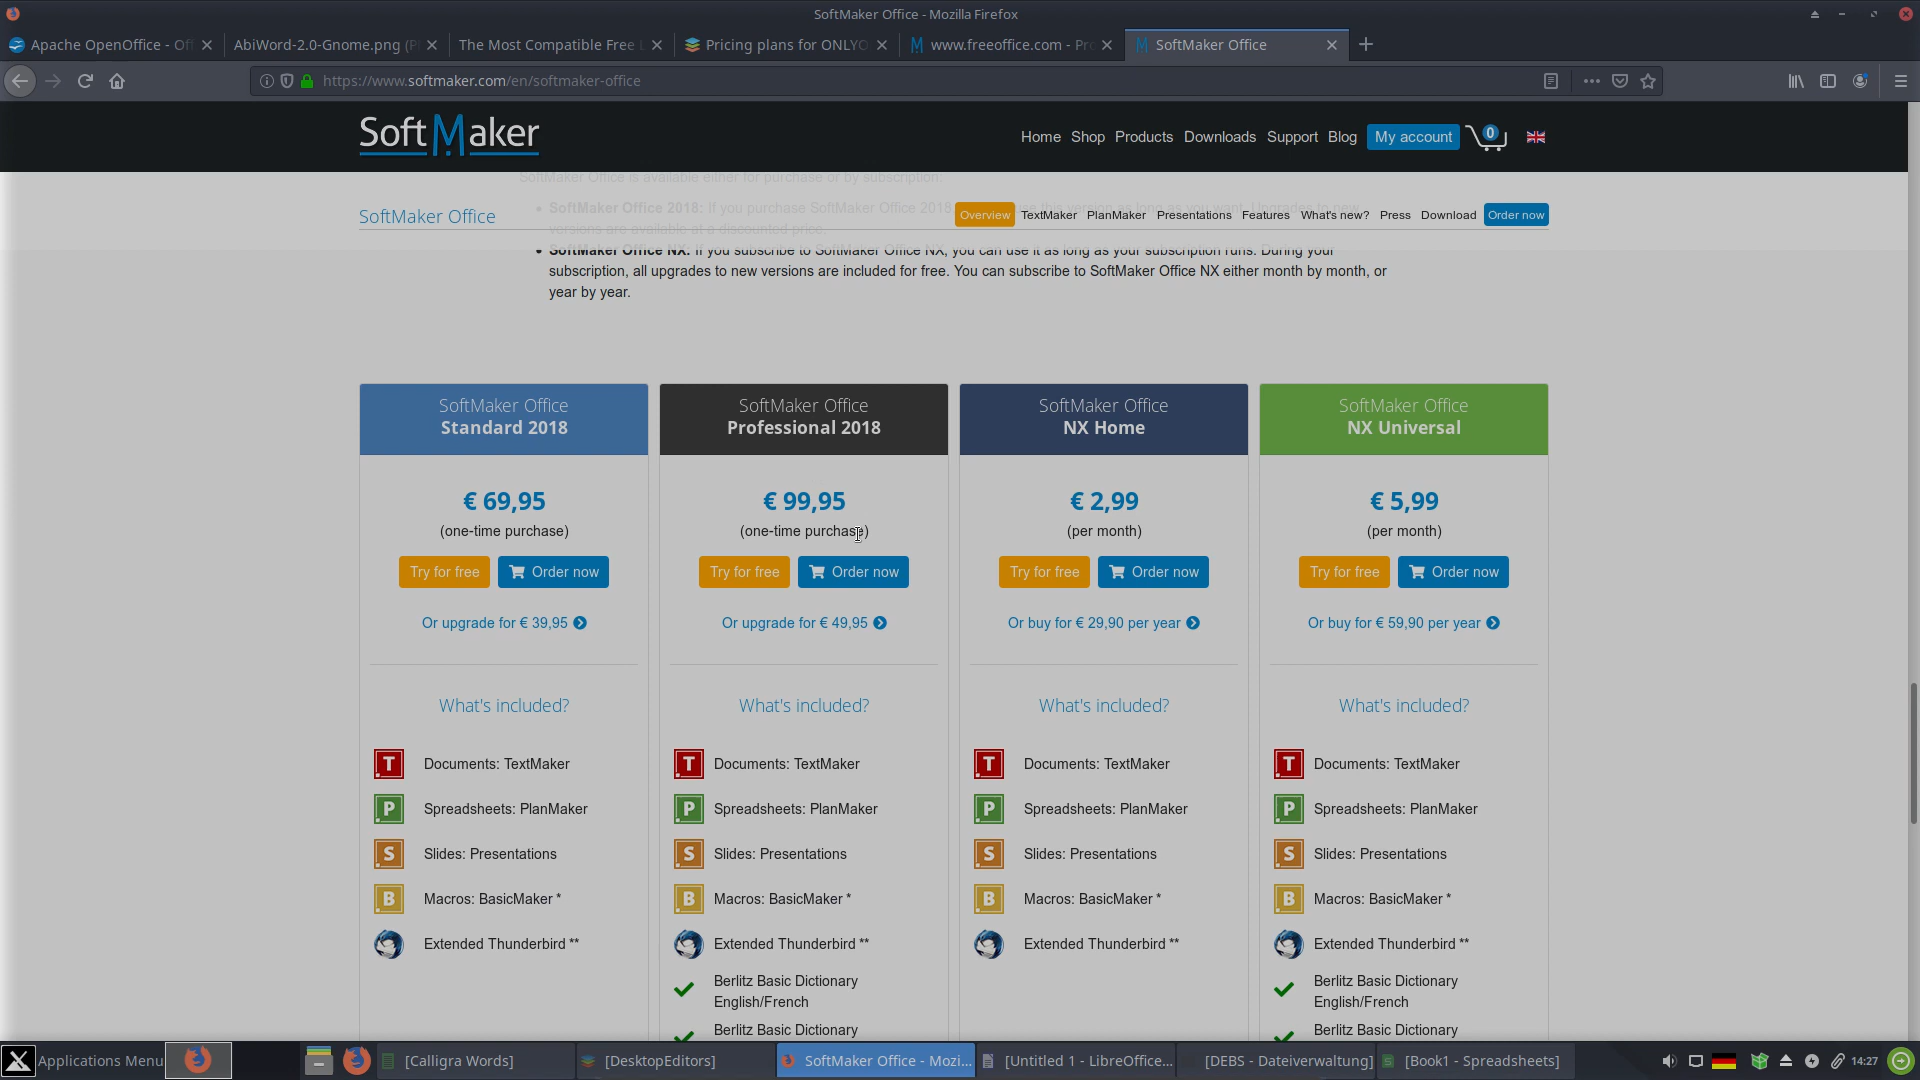 SoftMaker Office - Mozilla Firefox
Apache OpenOffice - Of
AbiWord-2.0-Gnome.png (P
The Most Compatible Free L
Pricing plans for ONLYO
www.freeoffice.com - Pr
SoftMaker Office
https://www.softmaker.com/en/softmaker-office
SoftMaker
Home Shop Products Downloads Support Blog My account 0
SoftMaker Office is available either for purchase or by subscription:
SoftMaker Office 2018: If you purchase SoftMaker Office 2018
versions are available at a discounted price.
SoftMaker Office
Overview TextMaker PlanMaker Presentations Features What's new? Press Download Order now
• SoftMaker Office NX: If you subscribe to SoftMaker Office NX, you can use it as long as your subscription runs. During your
subscription, all upgrades to new versions are included for free. You can subscribe to SoftMaker Office NX either month by month, or
year by year.
SoftMaker Office
Standard 2018
€ 69,95
(one-time purchase)
Try for free Order now
Or upgrade for € 39,95
What's included?
T Documents: TextMaker
P Spreadsheets: PlanMaker
S Slides: Presentations
B Macros: BasicMaker *
Extended Thunderbird **
SoftMaker Office
Professional 2018
€ 99,95
(one-time purchase)
Try for free Order now
Or upgrade for € 49,95
What's included?
T Documents: TextMaker
P Spreadsheets: PlanMaker
S Slides: Presentations
B Macros: BasicMaker *
Extended Thunderbird **
Berlitz Basic Dictionary
English/French
Berlitz Basic Dictionary
SoftMaker Office
NX Home
€ 2,99
(per month)
Try for free Order now
Or buy for € 29,90 per year
What's included?
T Documents: TextMaker
P Spreadsheets: PlanMaker
S Slides: Presentations
B Macros: BasicMaker *
Extended Thunderbird **
SoftMaker Office
NX Universal
€ 5,99
(per month)
Try for free Order now
Or buy for € 59,90 per year
What's included?
T Documents: TextMaker
P Spreadsheets: PlanMaker
S Slides: Presentations
B Macros: BasicMaker *
Extended Thunderbird **
Berlitz Basic Dictionary
English/French
Berlitz Basic Dictionary
Applications Menu
[Calligra Words]
[DesktopEditors]
SoftMaker Office - Mozi...
[Untitled 1 - LibreOffice...
[DEBS - Dateiverwaltung]
[Book1 - Spreadsheets]
14:27